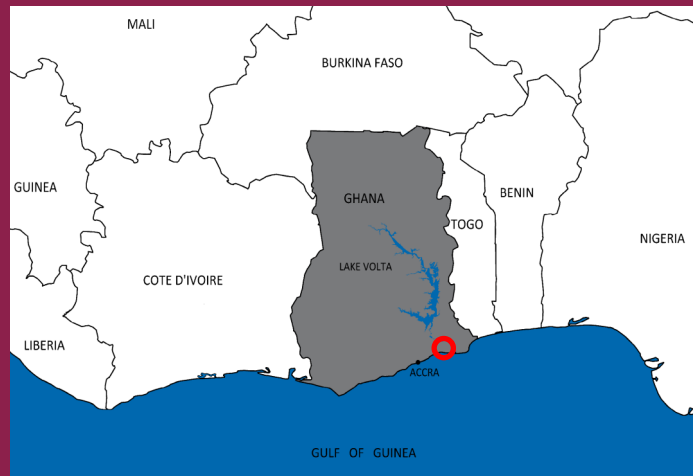 MALI
BURKINA FASO
GUINEA
GHANA
BENIN
TOGO
NIGERIA
LAKE VOLTA
COTE D'IVOIRE
LIBERIA
ACCRA
GULF OF GUINEA